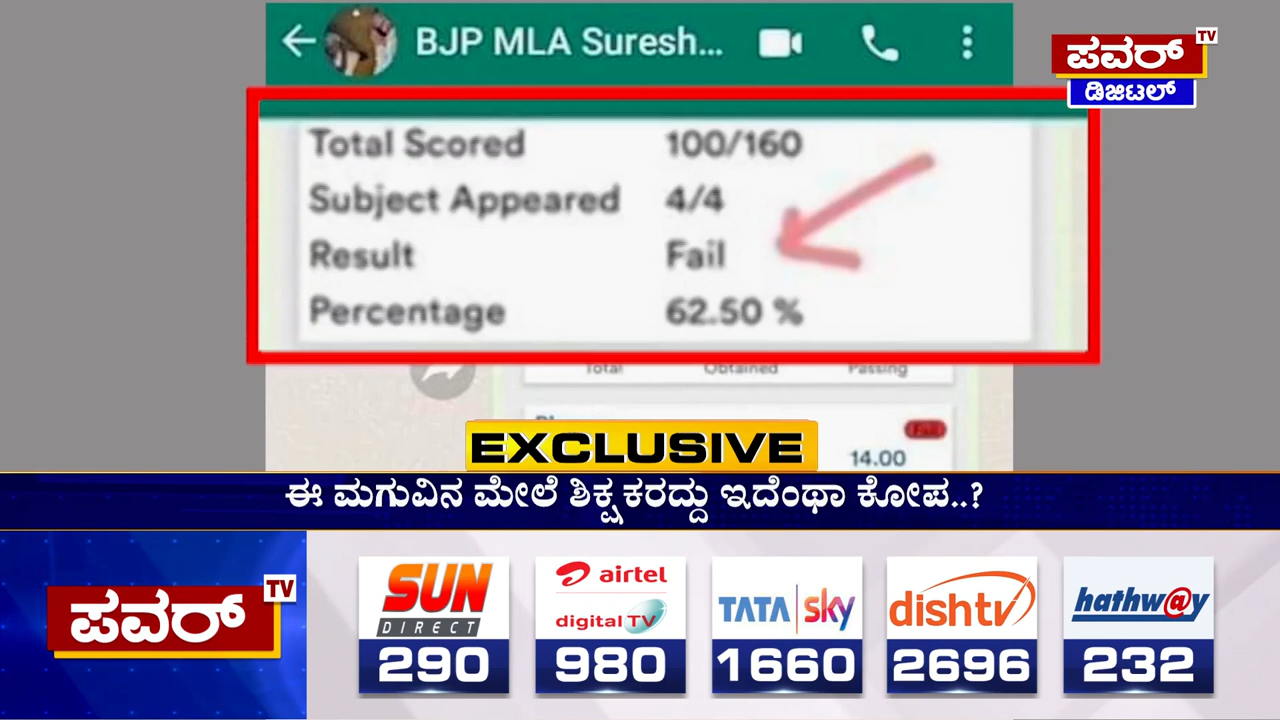 BJP MLA Suresh...
ಪವರ್ TV
ಡಿಜಿಟಲ್
Total Scored 100/160
Subject Appeared 4/4
Result Fail
Percentage 62.50 %
Total Obtained Passing
Fail
14.00
EXCLUSIVE
ಈ ಮಗುವಿನ ಮೇಲೆ ಶಿಕ್ಷಕರದ್ದು ಇದೆಂಥಾ ಕೋಪ..?
ಪವರ್ TV
SUN DIRECT
290
airtel
digital TV
980
TATA sky
1660
dishtv
2696
hathw@y
232